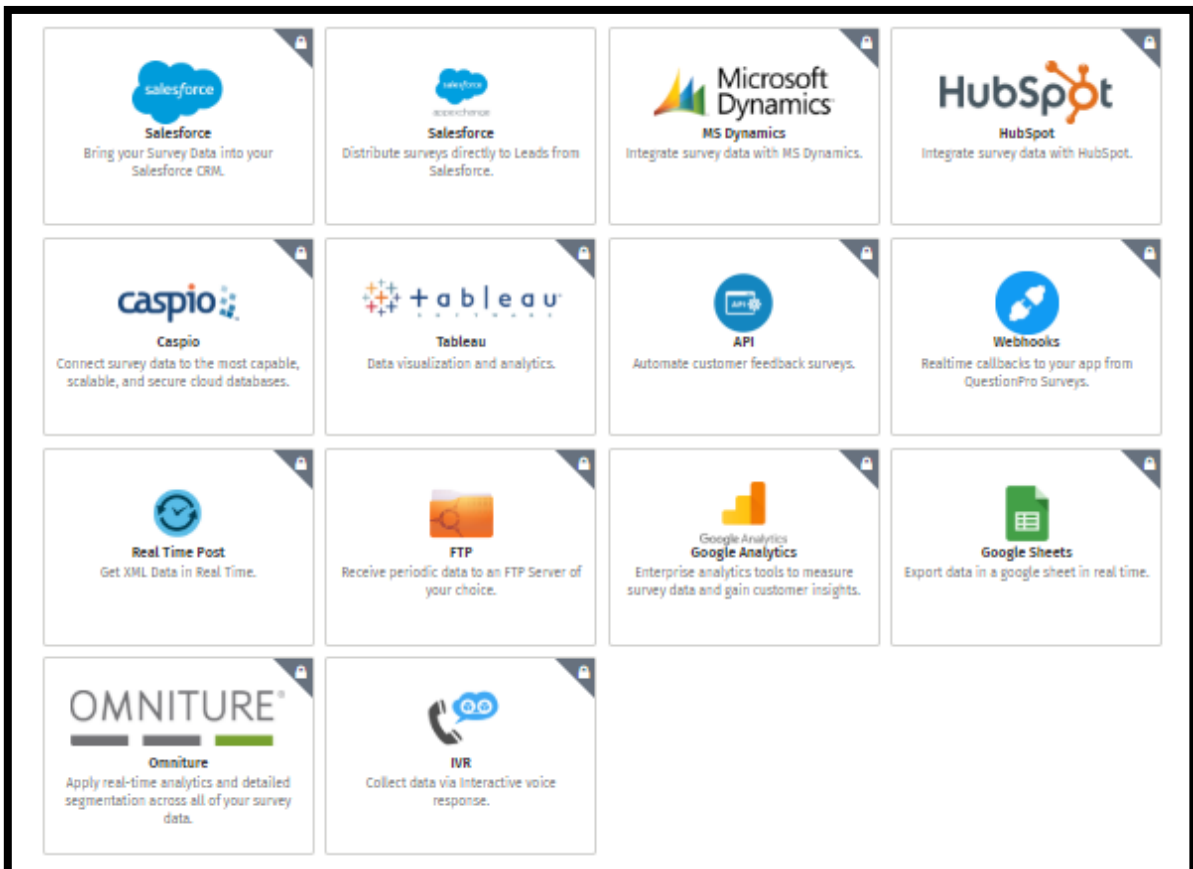 salesforce
Salesforce
Bring your Survey Data into your
Salesforce CRM.
salesforce
appexchange
Salesforce
Distribute surveys directly to Leads from
Salesforce.
Microsoft
Dynamics
MS Dynamics
Integrate survey data with MS Dynamics.
HubSpot
HubSpot
Integrate survey data with HubSpot.
caspio
Caspio
Connect survey data to the most capable,
scalable, and secure cloud databases.
+ a b l e a u
S O F T W A R E
Tableau
Data visualization and analytics.
API
API
Automate customer feedback surveys.
Webhooks
Realtime callbacks to your app from
QuestionPro Surveys.
Real Time Post
Get XML Data in Real Time.
FTP
Receive periodic data to an FTP Server of
your choice.
Google Analytics
Google Analytics
Enterprise analytics tools to measure
survey data and gain customer insights.
Google Sheets
Export data in a google sheet in real time.
OMNITURE®
Omniture
Apply real-time analytics and detailed
segmentation across all of your survey
data.
IVR
Collect data via Interactive voice
response.